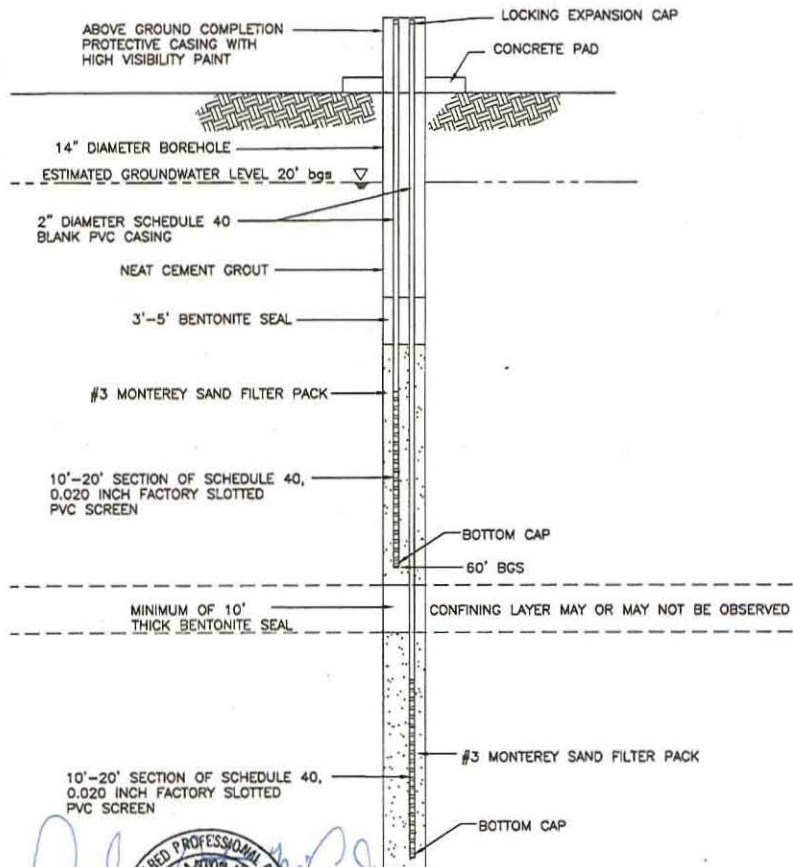 ABOVE GROUND COMPLETION
PROTECTIVE CASING WITH
HIGH VISIBILITY PAINT
LOCKING EXPANSION CAP
CONCRETE PAD
14" DIAMETER BOREHOLE
ESTIMATED GROUNDWATER LEVEL 20' bgs
2" DIAMETER SCHEDULE 40
BLANK PVC CASING
NEAT CEMENT GROUT
3'-5' BENTONITE SEAL
#3 MONTEREY SAND FILTER PACK
10'-20' SECTION OF SCHEDULE 40,
0.020 INCH FACTORY SLOTTED
PVC SCREEN
BOTTOM CAP
60' BGS
MINIMUM OF 10'
THICK BENTONITE SEAL
CONFINING LAYER MAY OR MAY NOT BE OBSERVED
#3 MONTEREY SAND FILTER PACK
10'-20' SECTION OF SCHEDULE 40,
0.020 INCH FACTORY SLOTTED
PVC SCREEN
BOTTOM CAP
PROFESSIONAL